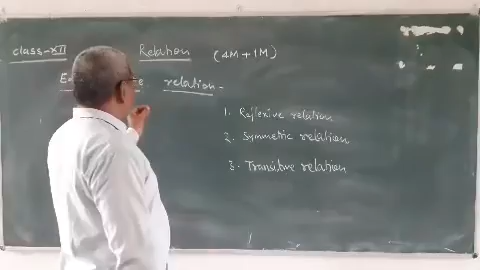 class-XII Relation (4M+1M)
relation-
1. Reflexive relation
2. Symmetric relation
3. Transitive relation